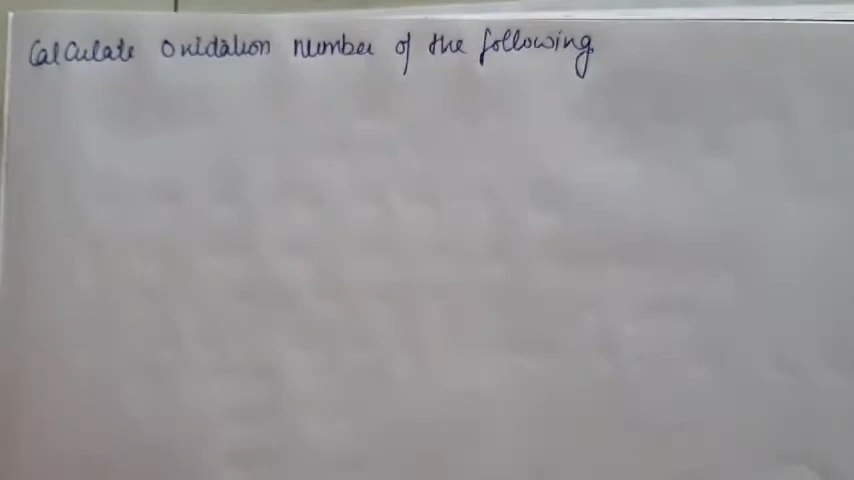 Calculate oxidation number of the following